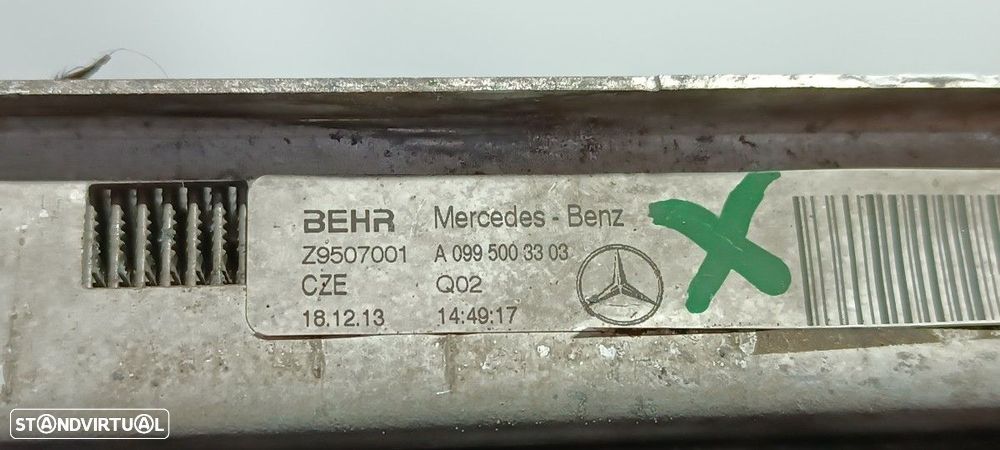 BEHR Mercedes - Benz
Z9507001 A 099 500 33 03
CZE Q02
18.12.13 14:49:17
STANDVIRTUAL